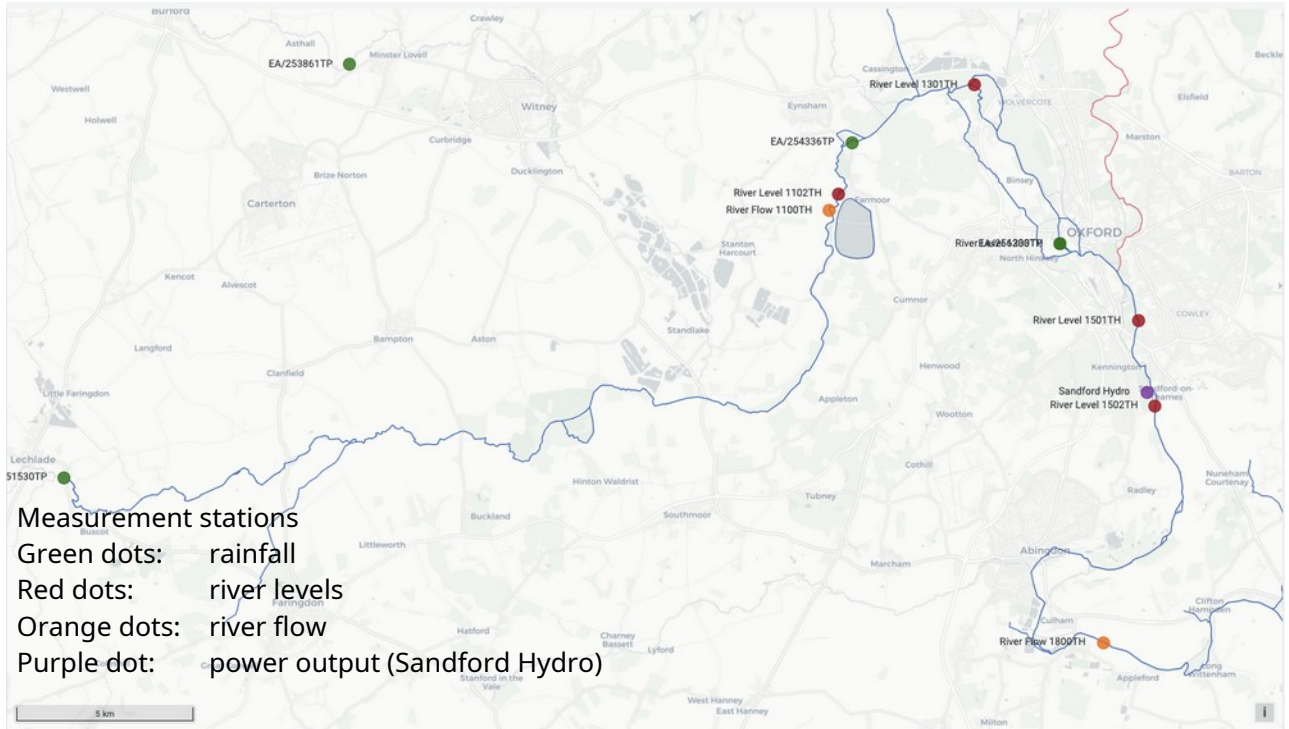 Burford
Crawley
Asthall
Minster Lovell
EA/253861TP
Beckle
Cassington
River Level 1301TH
Westwell
Witney
Eynsham
WOLVERCOTE
Elsfield
Holwell
Curbridge
EA/254336TP
Marston
Brize Norton
Ducklington
BARTON
Binsey
River Level 1102TH
Carterton
Farmoor
River Flow 1100TH
OXFORD
Stanton
Harcourt
North Hinksey
Kencot
Alvescot
Cumnor
COWLEY
River Level 1501TH
Standlake
Bampton
Aston
Langford
Kennington
Henwood
Clanfield
Sandford Hydro
Little Faringdon
Appleton
River Level 1502TH
Wootton
Lechlade
Cothill
51530TP
Hinton Waldrist
Nuneham
Courtenay
Radley
Tubney
Measurement stations
Buckland
Southmoor
Buscot
Green dots: rainfall
Littleworth
Abingdon
Marcham
Red dots: river levels
Faringdon
Clifton
Hampden
Culham
Orange dots: river flow
Hatford
Charney
Bassett
Lyford
River Flow 1800TH
Purple dot: power output (Sandford Hydro)
Long
Wittenham
Appleford
Stanford in the
Vale
West Hanney
East Hanney
5 km
Milton
i